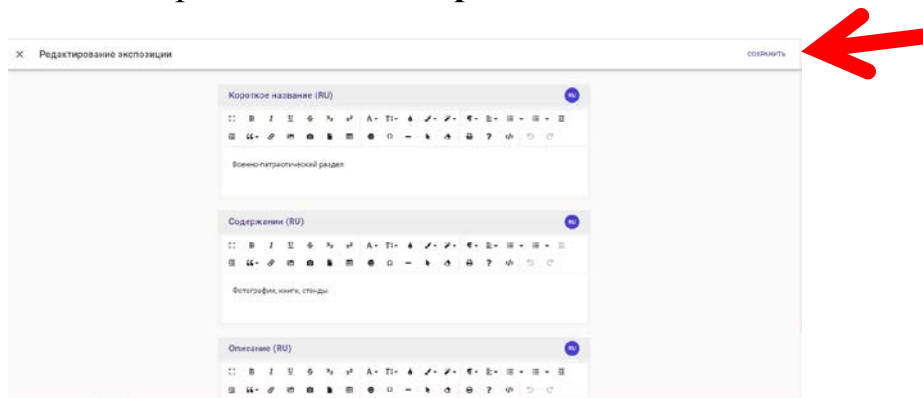 × Редактирование экспозиции СОХРАНИТЬ
Короткое название (RU) RU
Военно-патриотический раздел
Содержании (RU) RU
Фотографии, книги, стенды
Описание (RU) RU